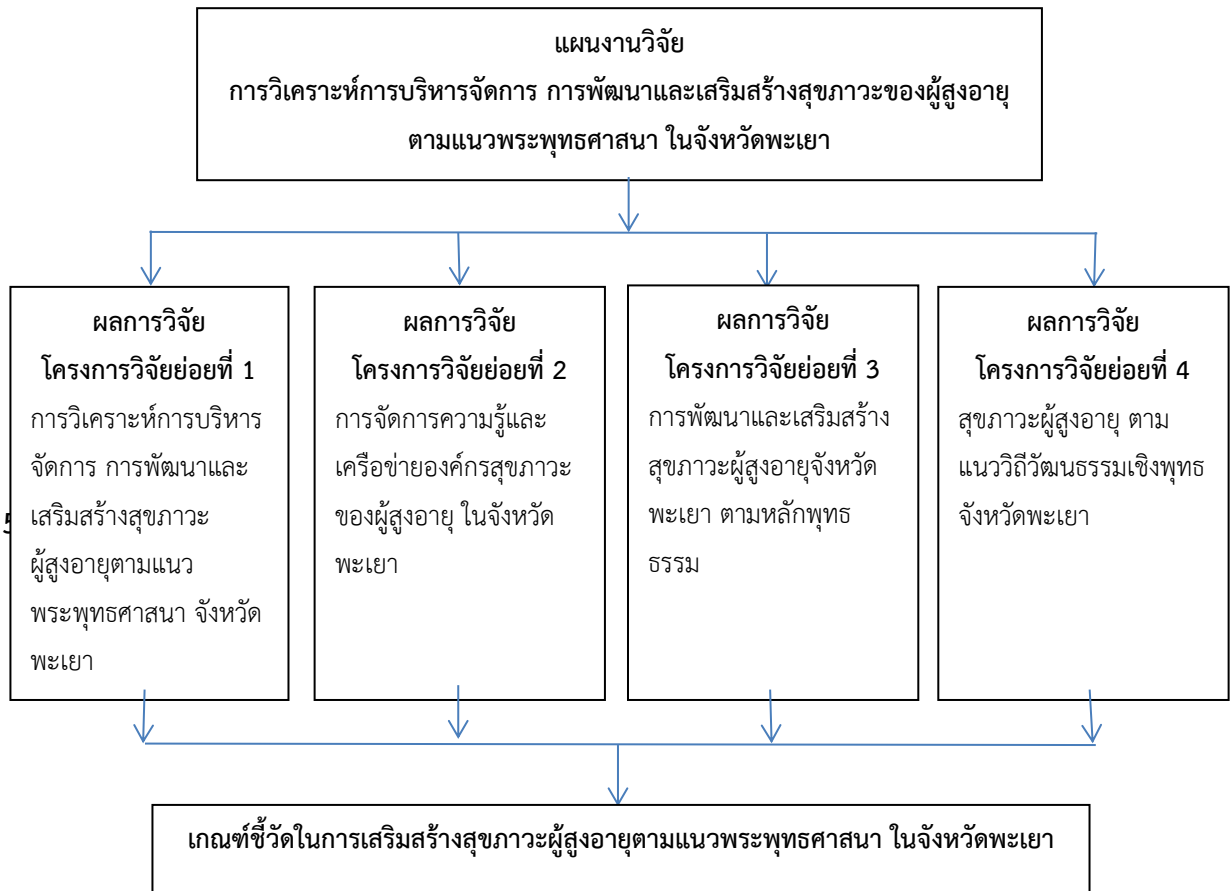 แผนงานวิจัย
การวิเคราะห์การบริหารจัดการ การพัฒนาและเสริมสร้างสุขภาวะของผู้สูงอายุ
ตามแนวพระพุทธศาสนา ในจังหวัดพะเยา
ผลการวิจัย
โครงการวิจัยย่อยที่ 1
การวิเคราะห์การบริหาร
จัดการ การพัฒนาและ
เสริมสร้างสุขภาวะ
ผู้สูงอายุตามแนว
พระพุทธศาสนา จังหวัด
พะเยา
ผลการวิจัย
โครงการวิจัยย่อยที่ 2
การจัดการความรู้และ
เครือข่ายองค์กรสุขภาวะ
ของผู้สูงอายุ ในจังหวัด
พะเยา
ผลการวิจัย
โครงการวิจัยย่อยที่ 3
การพัฒนาและเสริมสร้าง
สุขภาวะผู้สูงอายุจังหวัด
พะเยา ตามหลักพุทธ
ธรรม
ผลการวิจัย
โครงการวิจัยย่อยที่ 4
สุขภาวะผู้สูงอายุ ตาม
แนววิถีวัฒนธรรมเชิงพุทธ
จังหวัดพะเยา
เกณฑ์ชี้วัดในการเสริมสร้างสุขภาวะผู้สูงอายุตามแนวพระพุทธศาสนา ในจังหวัดพะเยา